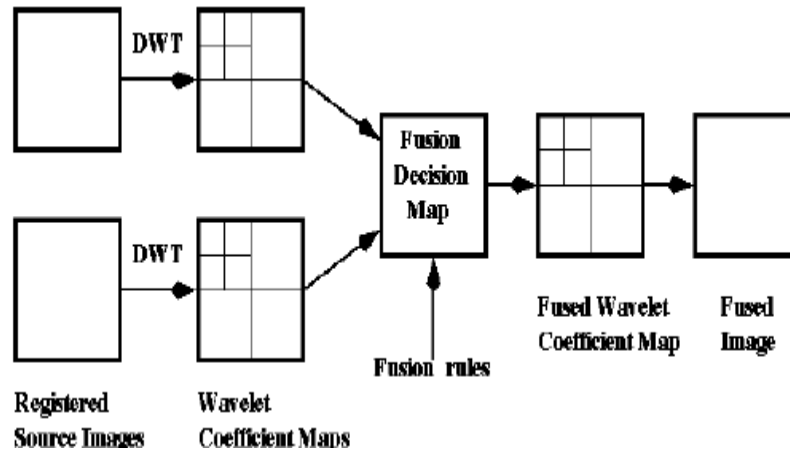 DWT
DWT
Fusion
Decision
Map
Fusion rules
Registered
Source Images
Wavelet
Coefficient Maps
Fused Wavelet
Coefficient Map
Fused
Image